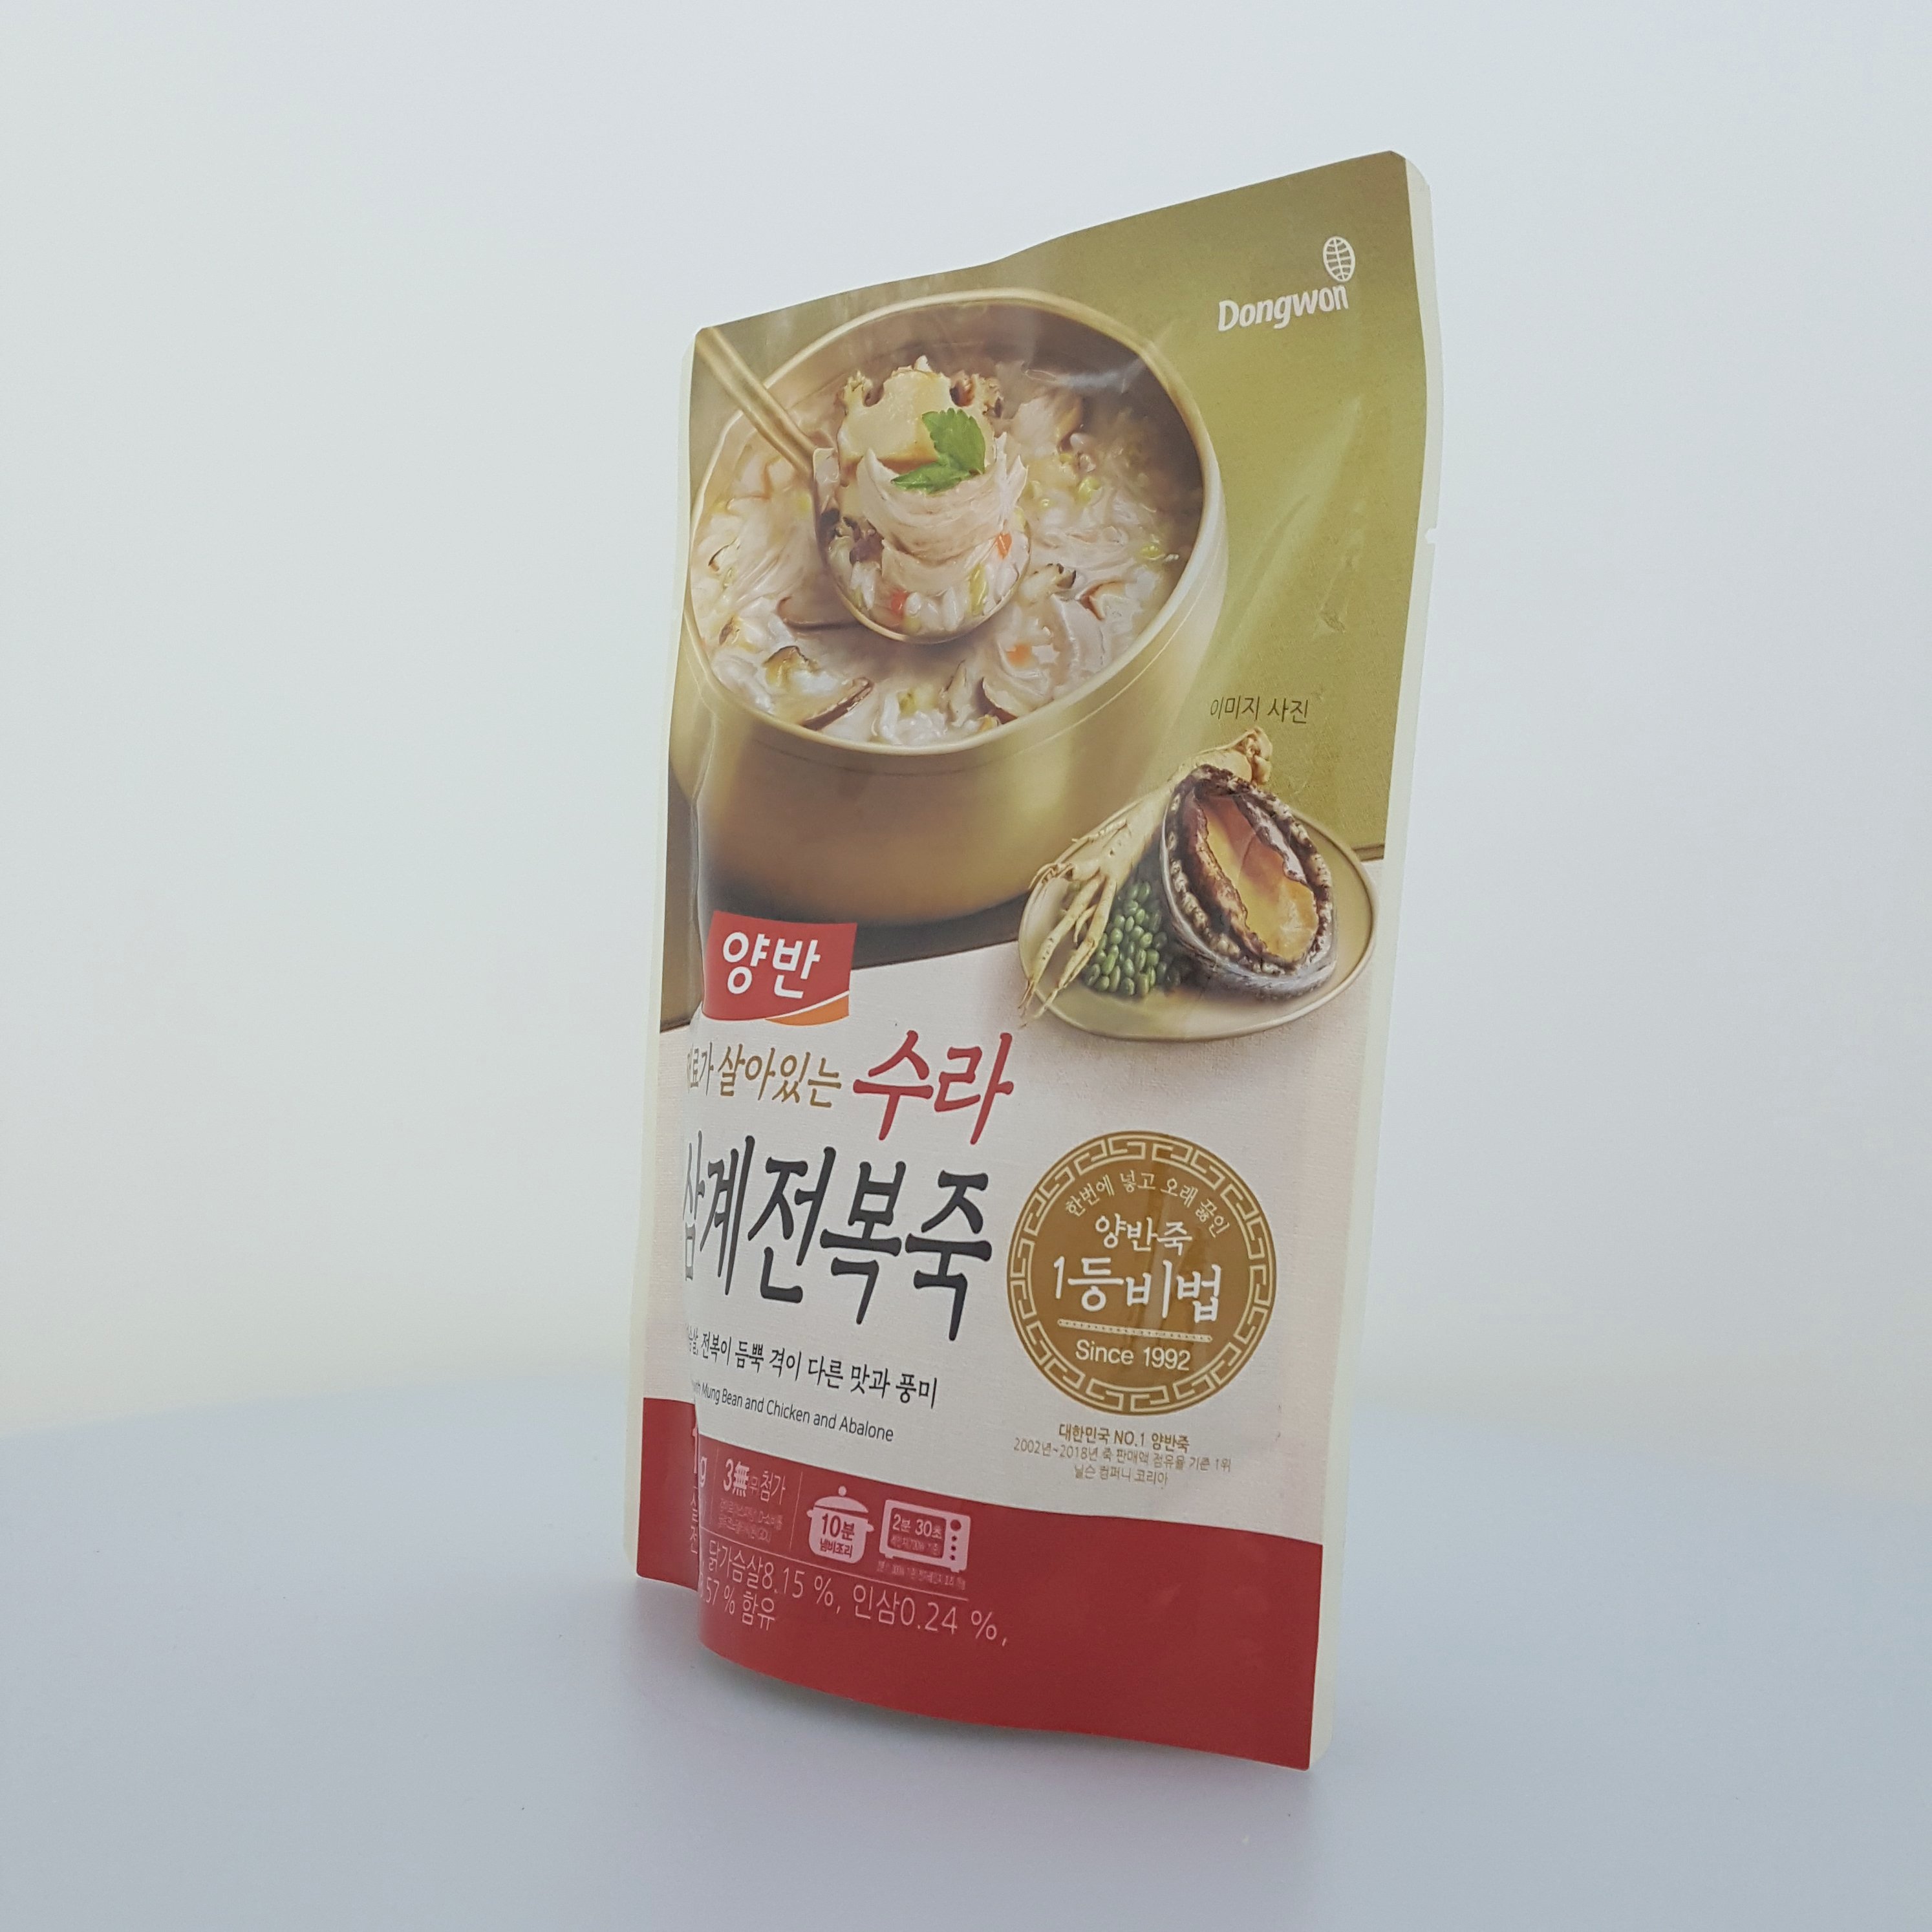 Dongwon
이미지 사진
양반
살아있는 수라
삼계전복죽
한번에 넣고 오래 끓인
양반죽
1등비법
Since 1992
전복이 듬뿍 격이 다른 맛과 풍미
Mung Bean and Chicken and Abalone
대한민국 NO.1 양반죽
2002년~2018년 죽 판매액 점유율 기준 1위
닐슨 컴퍼니 코리아
3無(무)첨가
10분
냄비조리
2분 30초
닭가슴살8.15 %, 인삼0.24 %,
% 함유